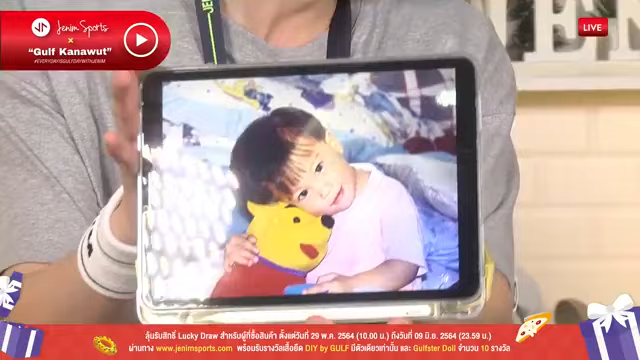 Jenim Sports
x
"Gulf Kanawut"
#EVERYDAYISGULFDAYWITHJENIM
LIVE
ลุ้นรับสิทธิ์ Lucky Draw สำหรับผู้ที่ซื้อสินค้า ตั้งแต่วันที่ 29 พ.ค. 2564 (10.00 น.) ถึงวันที่ 09 มิ.ย. 2564 (23.59 น.)
ผ่านทาง www.jenimsports.com พร้อมรับรางวัลเสื้อยืด DIY by GULF มีตัวเดียวเท่านั้น และ Gulfster Doll จำนวน 10 รางวัล